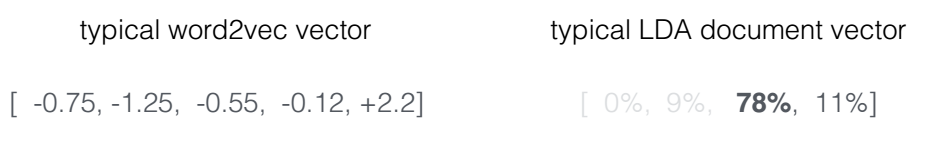 typical word2vec vector typical LDA document vector
[ -0.75, -1.25, -0.55, -0.12, +2.2] [ 0%, 9%, 78%, 11%]